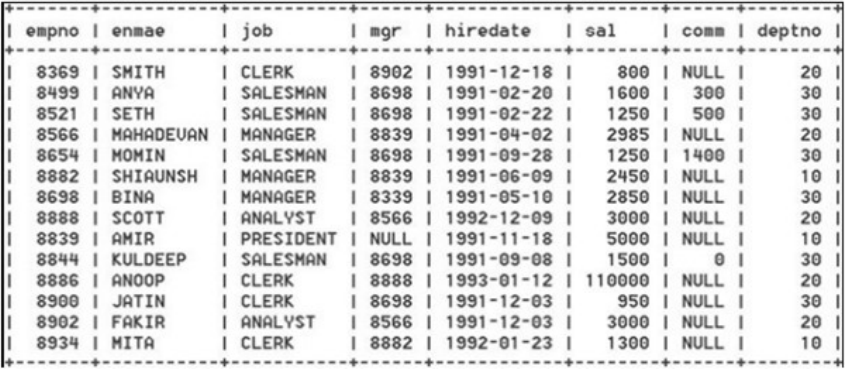 empno | enmae | job | mgr | hiredate | sal | comm | deptno
8369 | SMITH | CLERK | 8902 | 1991-12-18 | 800 | NULL | 20
8499 | ANYA | SALESMAN | 8698 | 1991-02-20 | 1600 | 300 | 30
8521 | SETH | SALESMAN | 8698 | 1991-02-22 | 1250 | 500 | 30
8566 | MAHADEVAN | MANAGER | 8839 | 1991-04-02 | 2985 | NULL | 20
8654 | MOMIN | SALESMAN | 8698 | 1991-09-28 | 1250 | 1400 | 30
8882 | SHIAUNSH | MANAGER | 8839 | 1991-06-09 | 2450 | NULL | 10
8698 | BINA | MANAGER | 8339 | 1991-05-10 | 2850 | NULL | 30
8888 | SCOTT | ANALYST | 8566 | 1992-12-09 | 3000 | NULL | 20
8839 | AMIR | PRESIDENT | NULL | 1991-11-18 | 5000 | NULL | 10
8844 | KULDEEP | SALESMAN | 8698 | 1991-09-08 | 1500 | 0 | 30
8886 | ANOOP | CLERK | 8888 | 1993-01-12 | 110000 | NULL | 20
8900 | JATIN | CLERK | 8698 | 1991-12-03 | 950 | NULL | 30
8902 | FAKIR | ANALYST | 8566 | 1991-12-03 | 3000 | NULL | 20
8934 | MITA | CLERK | 8882 | 1992-01-23 | 1300 | NULL | 10